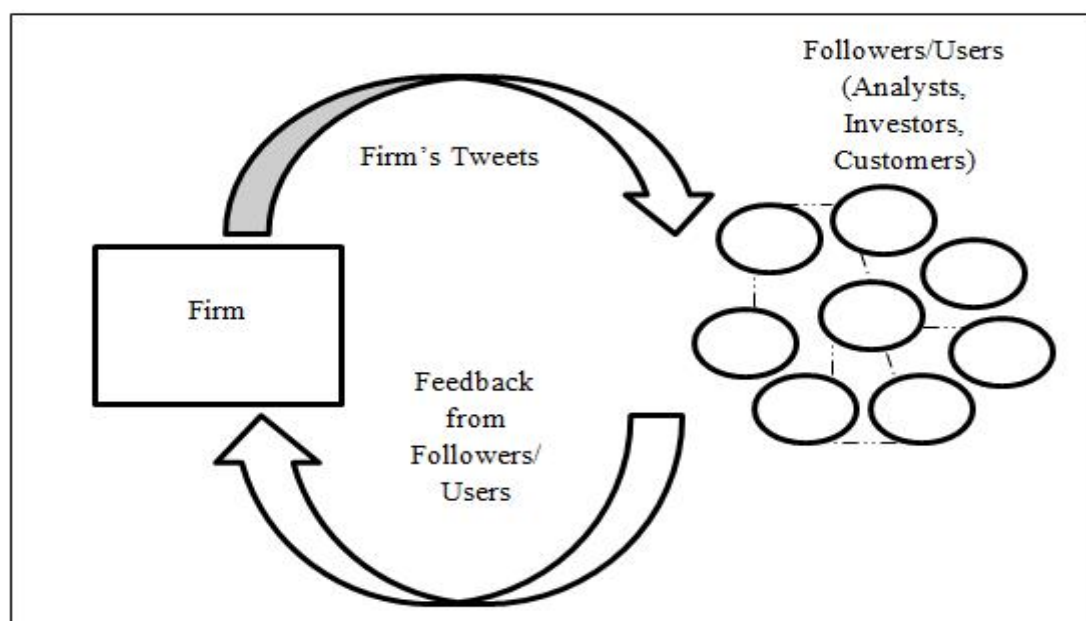 Followers/Users
(Analysts,
Investors,
Customers)
Firm’s Tweets
Firm
Feedback
from
Followers/
Users